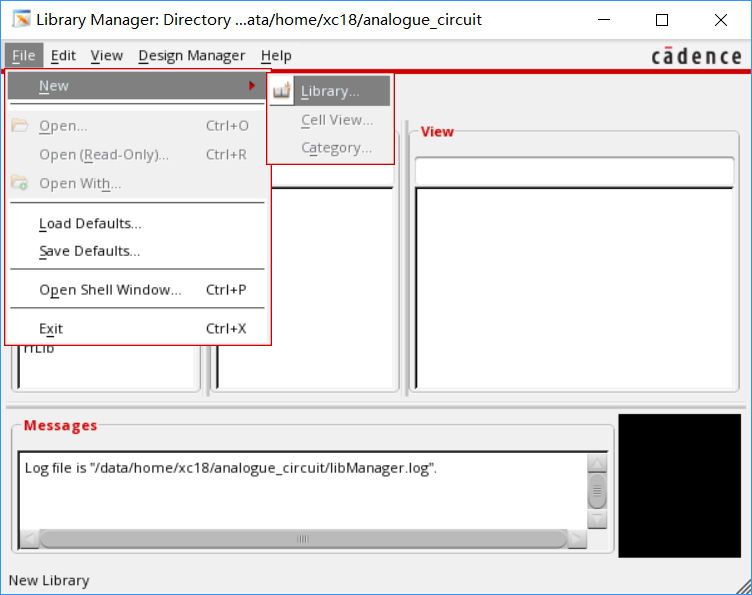 Library Manager: Directory ...ata/home/xc18/analogue_circuit
File Edit View Design Manager Help
cādence
New
Library...
Cell View...
Category...
Open... Ctrl+O
Open (Read-Only)... Ctrl+R
Open With...
Load Defaults...
Save Defaults...
Open Shell Window... Ctrl+P
Exit Ctrl+X
View
rfLib
Messages
Log file is "/data/home/xc18/analogue_circuit/libManager.log".
New Library